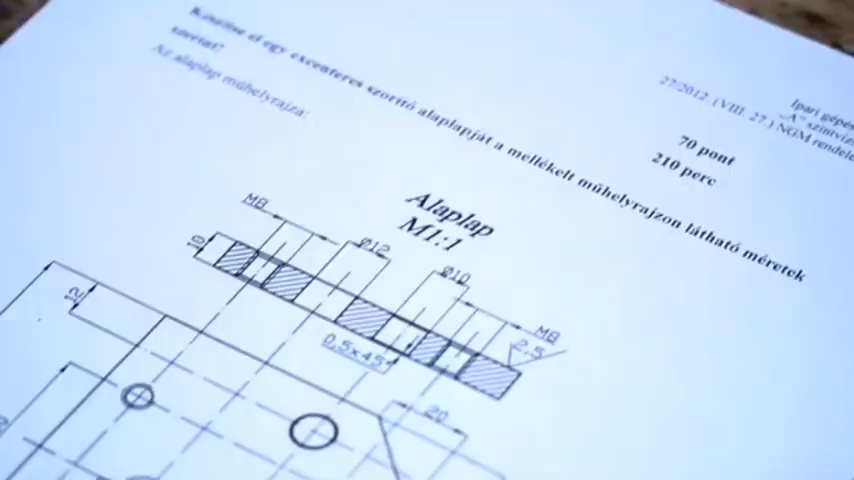 Ipari gépés
„A” szintvizs
27/2012. (VIII. 27.) NGM rendele
70 pont
210 perc
Készítse el egy excenteres szorító alaplapját a mellékelt műhelyrajzon látható méretek
szerint!
Az alaplap műhelyrajza:
Alaplap
M1:1
M8
10
Ø12
Ø10
M8
2,5
0,5x45°
12
20